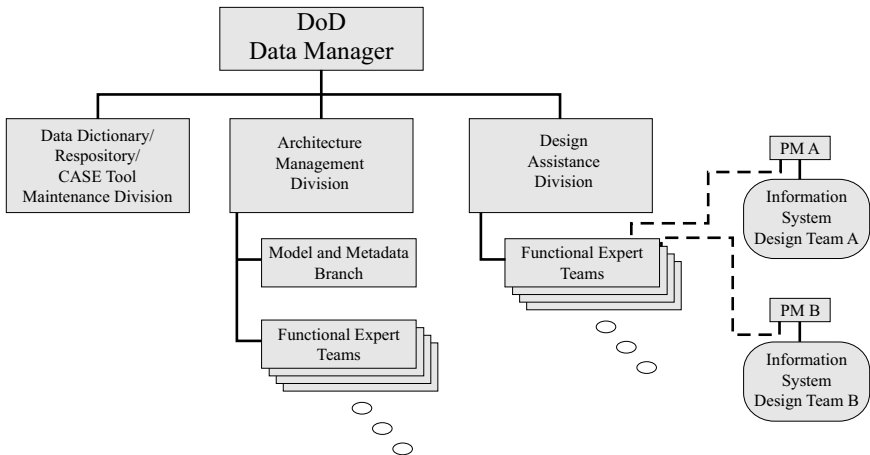 DoD
Data Manager
Data Dictionary/
Respository/
CASE Tool
Maintenance Division
Architecture
Management
Division
Design
Assistance
Division
Model and Metadata
Branch
Functional Expert
Teams
Functional Expert
Teams
PM A
Information
System
Design Team A
PM B
Information
System
Design Team B